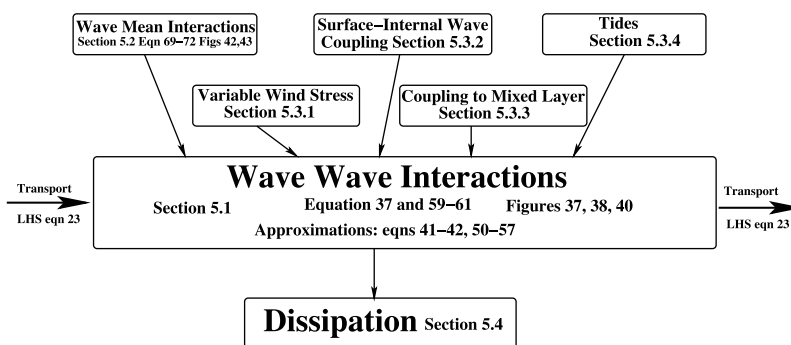 Wave Mean Interactions
Section 5.2 Eqn 69−72 Figs 42,43
Surface−Internal Wave
Coupling Section 5.3.2
Tides
Section 5.3.4
Variable Wind Stress
Section 5.3.1
Coupling to Mixed Layer
Section 5.3.3
Transport
LHS eqn 23
Wave Wave Interactions
Section 5.1
Equation 37 and 59−61
Figures 37, 38, 40
Approximations: eqns 41−42, 50−57
Transport
LHS eqn 23
Dissipation Section 5.4